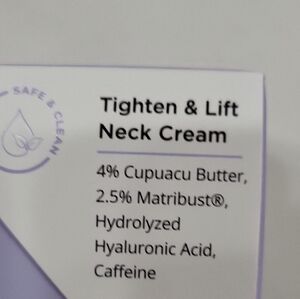 SAFE & CLEAN
Tighten & Lift
Neck Cream
4% Cupuacu Butter,
2.5% Matribust®,
Hydrolyzed
Hyaluronic Acid,
Caffeine